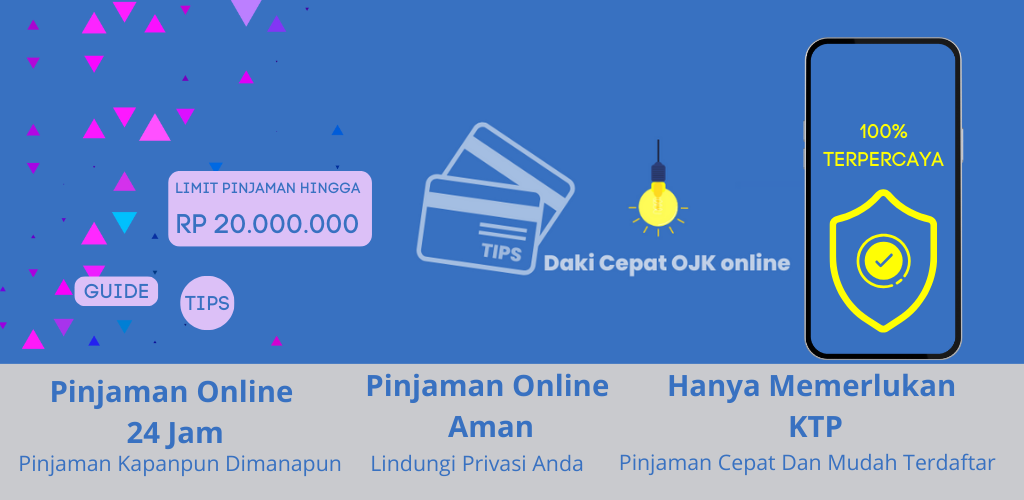 LIMIT PINJAMAN HINGGA
RP 20.000.000
GUIDE
TIPS
TIPS
Daki Cepat OJK online
100%
TERPERCAYA
Pinjaman Online
24 Jam
Pinjaman Kapanpun Dimanapun
Pinjaman Online
Aman
Lindungi Privasi Anda
Hanya Memerlukan
KTP
Pinjaman Cepat Dan Mudah Terdaftar